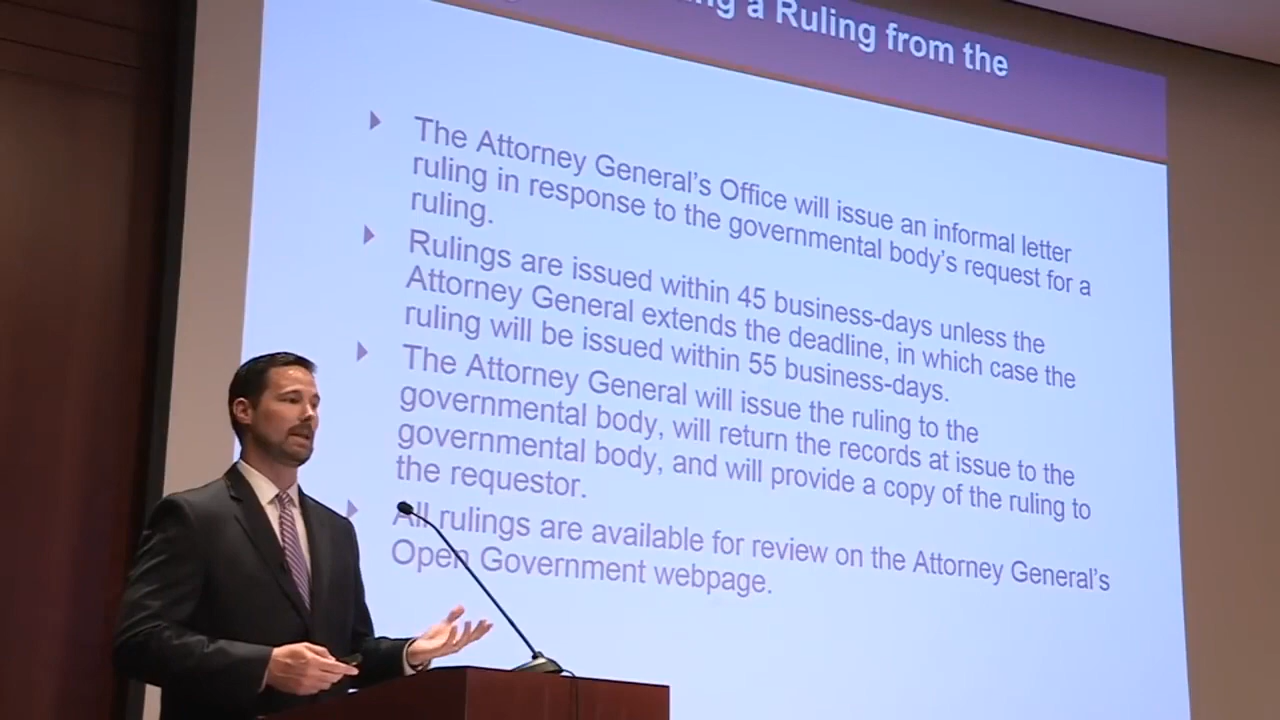 a Ruling from the
The Attorney General's Office will issue an informal letter
ruling in response to the governmental body's request for a
ruling.
Rulings are issued within 45 business-days unless the
Attorney General extends the deadline, in which case the
ruling will be issued within 55 business-days.
The Attorney General will issue the ruling to the
governmental body, will return the records at issue to the
governmental body, and will provide a copy of the ruling to
the requestor.
All rulings are available for review on the Attorney General's
Open Government webpage.